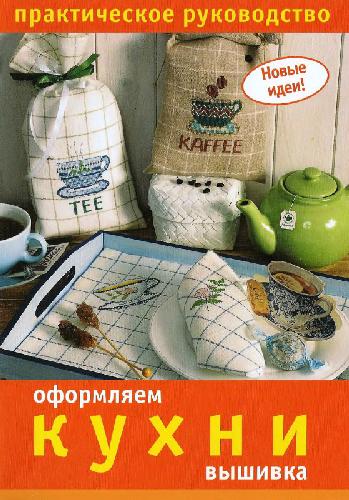 практическое руководство
Новые
идеи!
KAFFEE
TEE
оформляем
кухни
вышивка